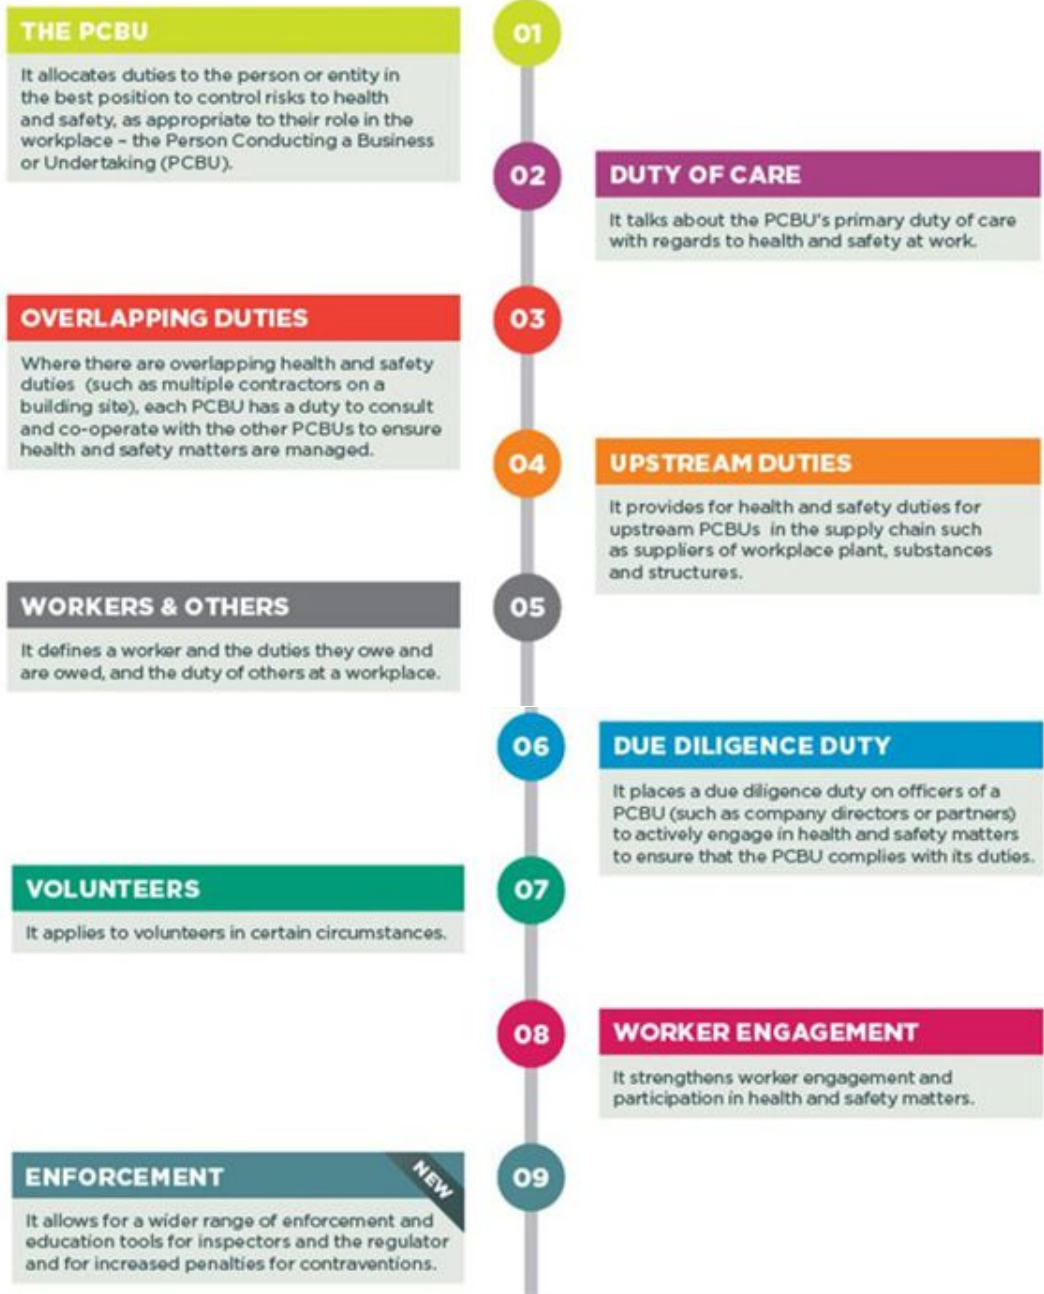 THE PCBU
01
It allocates duties to the person or entity in
the best position to control risks to health
and safety, as appropriate to their role in the
workplace – the Person Conducting a Business
or Undertaking (PCBU).
02
DUTY OF CARE
It talks about the PCBU's primary duty of care
with regards to health and safety at work.
OVERLAPPING DUTIES
03
Where there are overlapping health and safety
duties (such as multiple contractors on a
building site), each PCBU has a duty to consult
and co-operate with the other PCBUs to ensure
health and safety matters are managed.
04
UPSTREAM DUTIES
It provides for health and safety duties for
upstream PCBUs in the supply chain such
as suppliers of workplace plant, substances
and structures.
WORKERS & OTHERS
05
It defines a worker and the duties they owe and
are owed, and the duty of others at a workplace.
06
DUE DILIGENCE DUTY
It places a due diligence duty on officers of a
PCBU (such as company directors or partners)
to actively engage in health and safety matters
to ensure that the PCBU complies with its duties.
VOLUNTEERS
07
It applies to volunteers in certain circumstances.
08
WORKER ENGAGEMENT
It strengthens worker engagement and
participation in health and safety matters.
ENFORCEMENT
NEW
09
It allows for a wider range of enforcement and
education tools for inspectors and the regulator
and for increased penalties for contraventions.